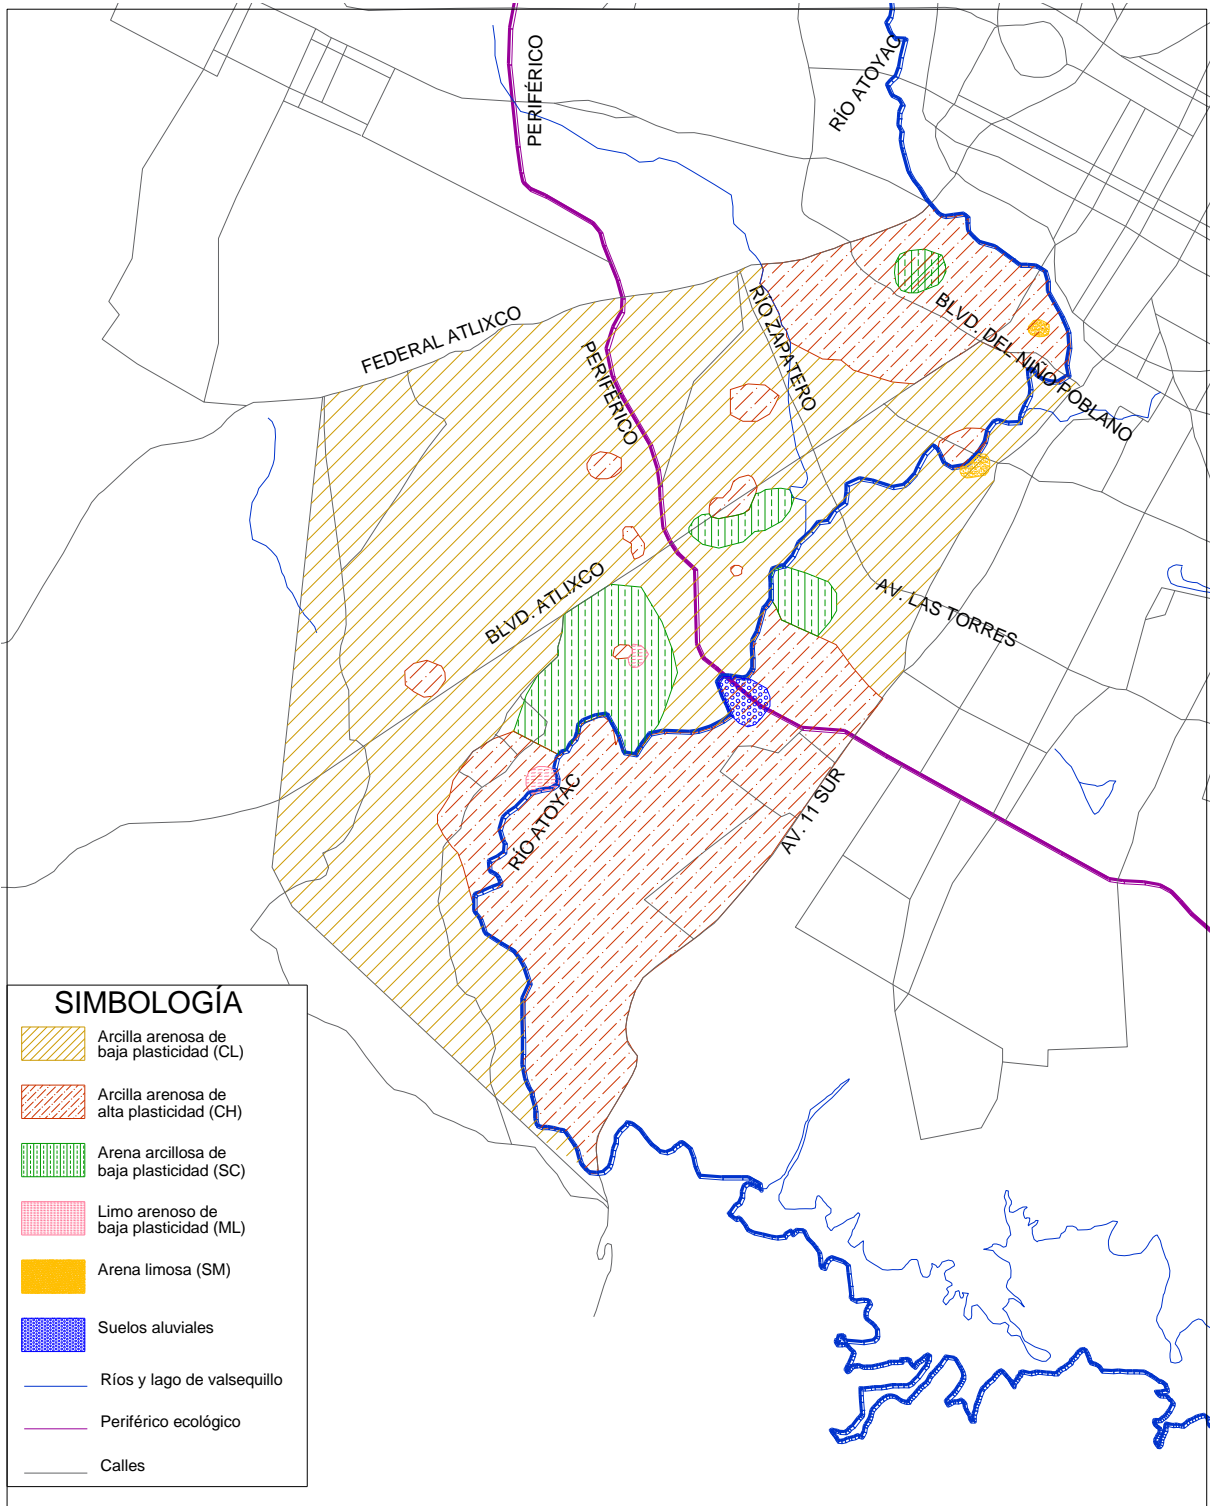 PERIFÉRICO
RÍO ATOYAC
FEDERAL ATLIXCO
RÍO ZAPATERO
BLVD. DEL NIÑO POBLANO
PERIFÉRICO
BLVD. ATLIXCO
AV. LAS TORRES
RÍO ATOYAC
AV. 11 SUR
SIMBOLOGÍA
Arcilla arenosa de
baja plasticidad (CL)
Arcilla arenosa de
alta plasticidad (CH)
Arena arcillosa de
baja plasticidad (SC)
Limo arenoso de
baja plasticidad (ML)
Arena limosa (SM)
Suelos aluviales
Ríos y lago de valsequillo
Periférico ecológico
Calles